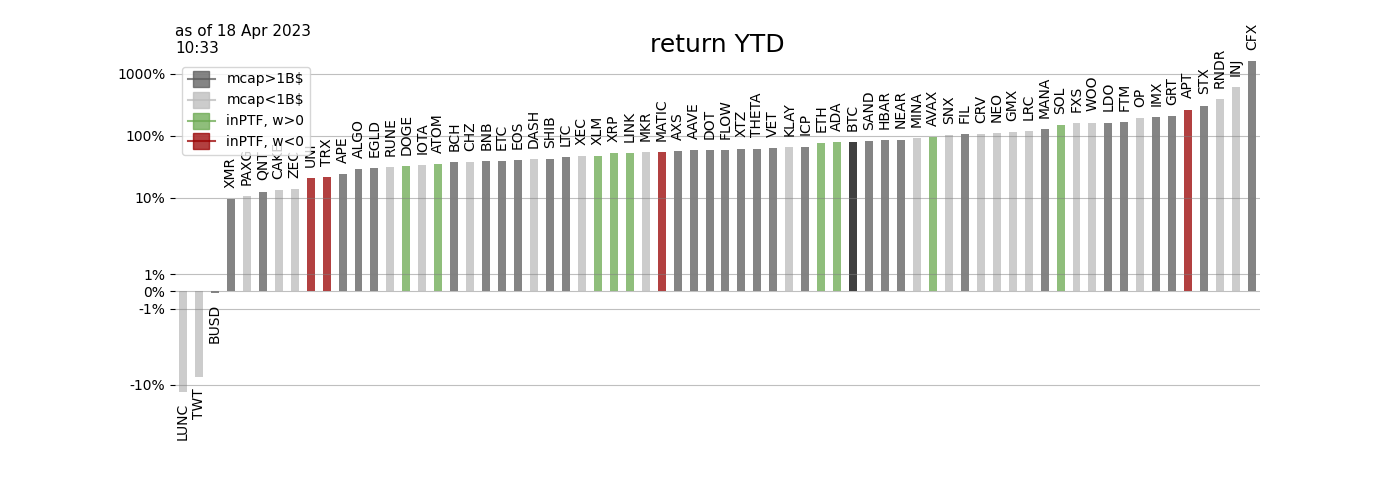 as of 18 Apr 2023
10:33
return YTD
mcap>1B$
mcap<1B$
inPTF, w>0
inPTF, w<0
1000%
100%
10%
1%
0%
-1%
-10%
LUNC
TWT
BUSD
XMR
PAXG
QNT
CAKE
ZEC
UNI
TRX
APE
ALGO
EGLD
RUNE
DOGE
IOTA
ATOM
BCH
CHZ
BNB
ETC
EOS
DASH
SHIB
LTC
XEC
XLM
XRP
LINK
MKR
MATIC
AXS
AAVE
DOT
FLOW
XTZ
THETA
VET
KLAY
ICP
ETH
ADA
BTC
SAND
HBAR
NEAR
MINA
AVAX
SNX
FIL
CRV
NEO
GMX
LRC
MANA
SOL
FXS
WOO
LDO
FTM
OP
IMX
GRT
APT
STX
RNDR
INJ
CFX